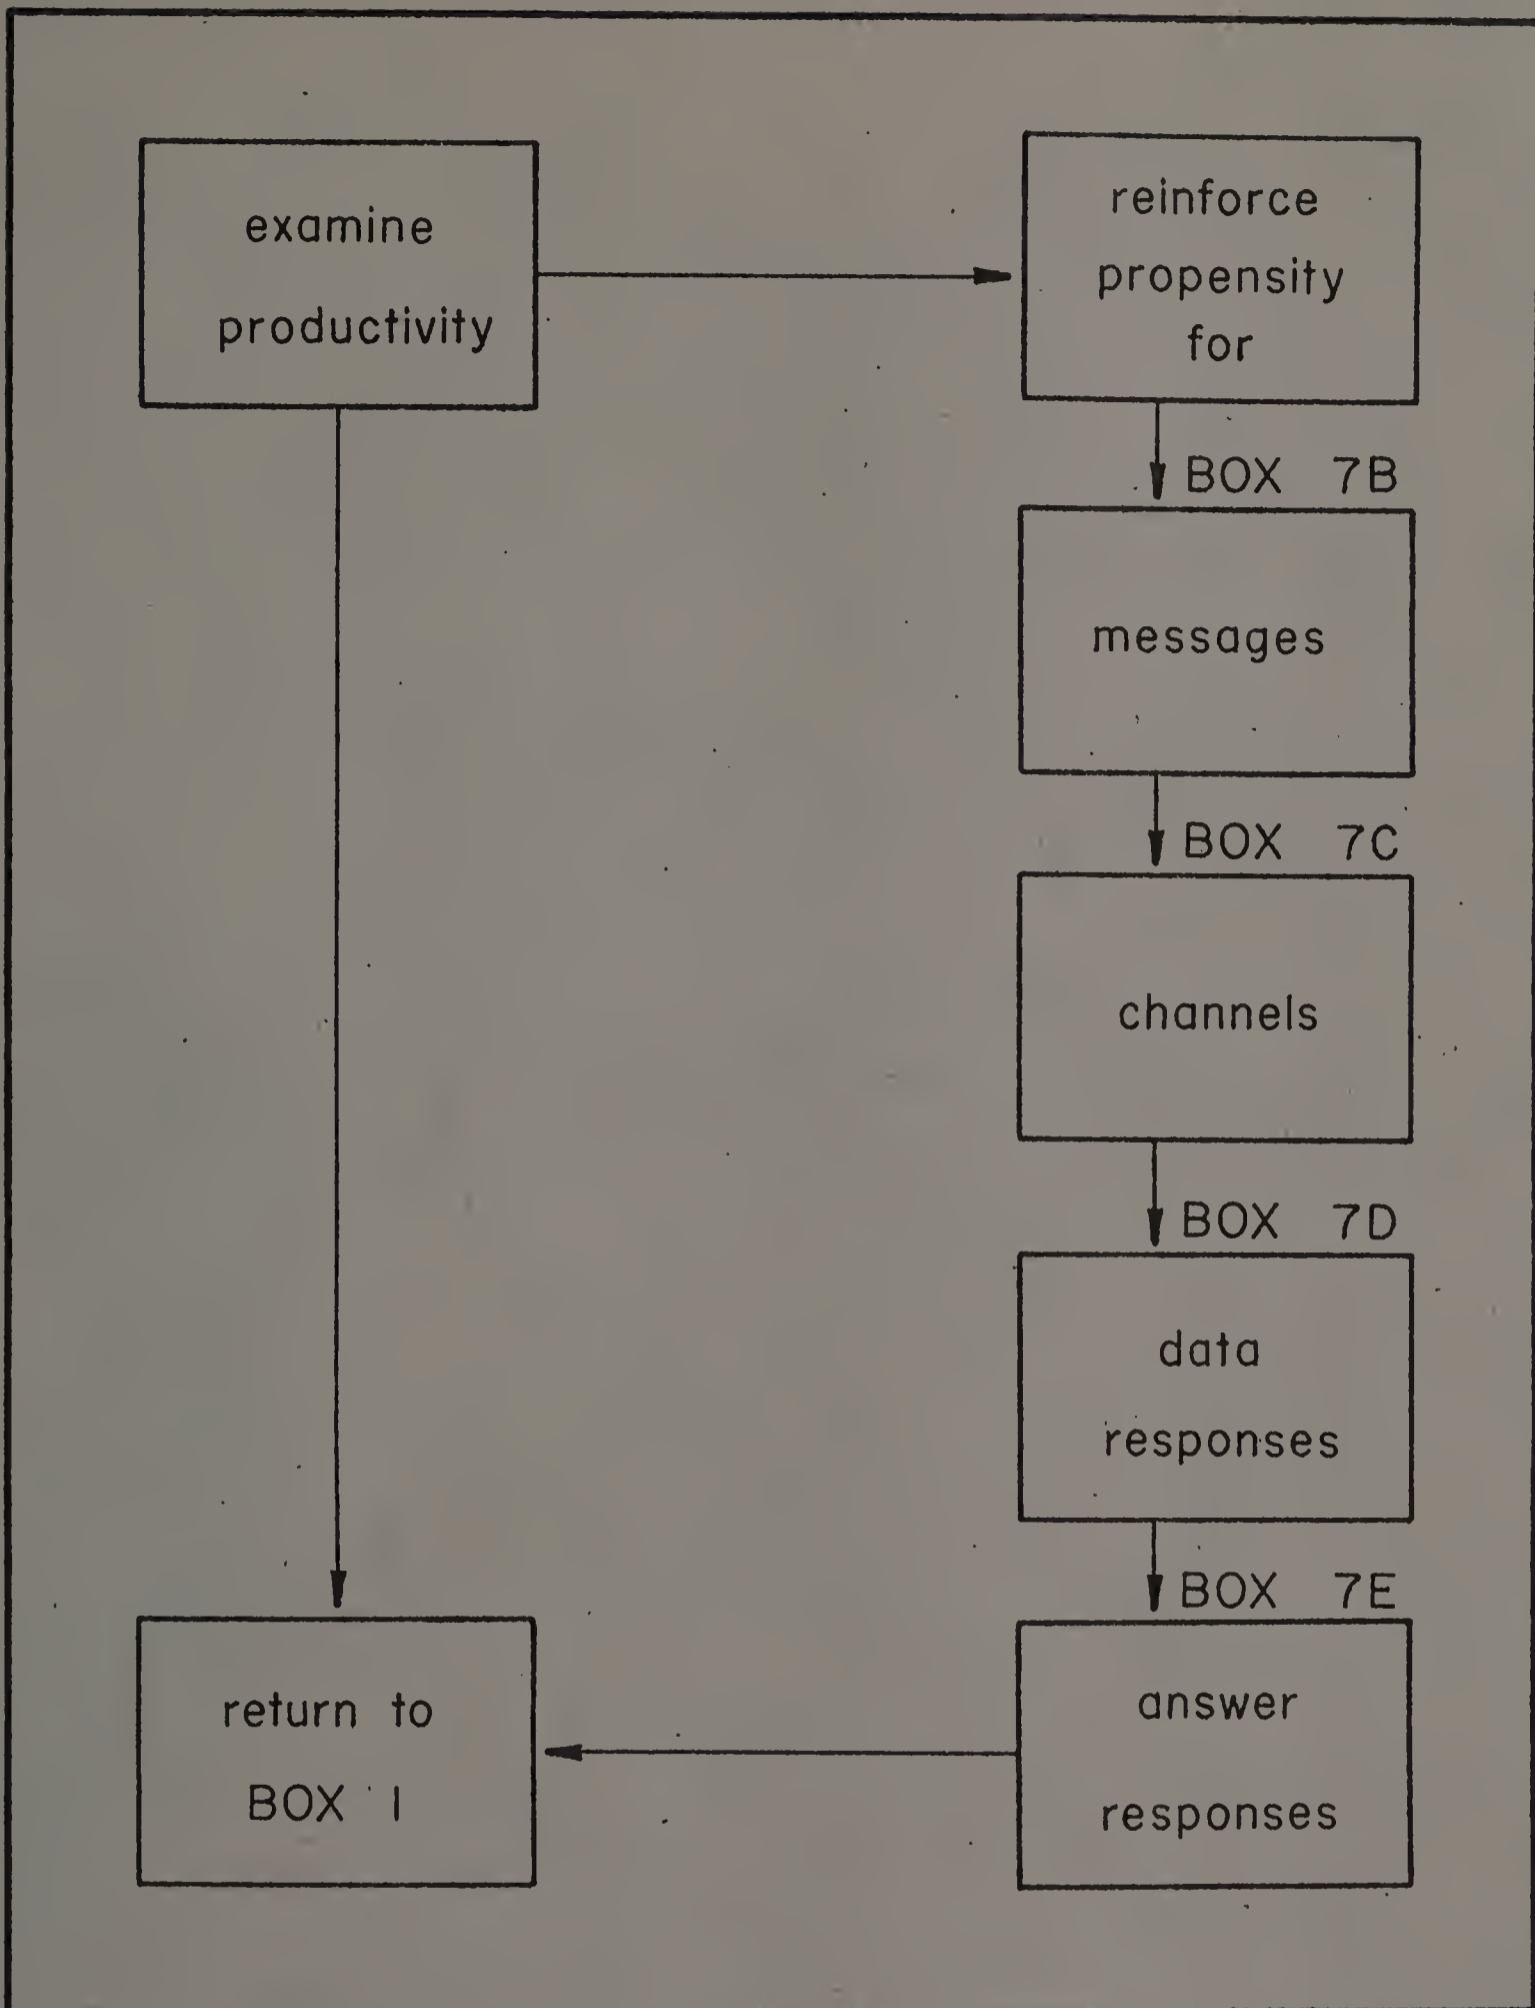 examine
productivity
reinforce
propensity
for
BOX 7B
messages
BOX 7C
channels
BOX 7D
data
responses
BOX 7E
answer
responses
return to
BOX 1